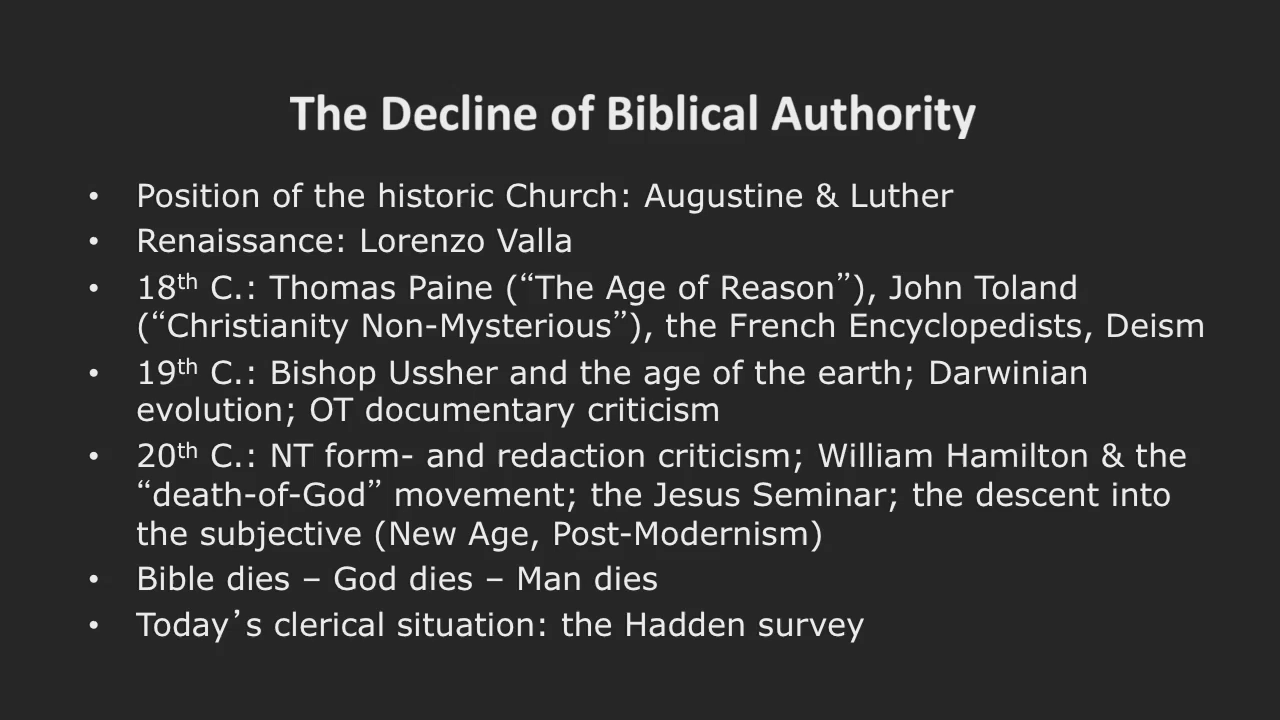 The Decline of Biblical Authority
• Position of the historic Church: Augustine & Luther
• Renaissance: Lorenzo Valla
• 18th C.: Thomas Paine (“The Age of Reason”), John Toland
(“Christianity Non-Mysterious”), the French Encyclopedists, Deism
• 19th C.: Bishop Ussher and the age of the earth; Darwinian
evolution; OT documentary criticism
• 20th C.: NT form- and redaction criticism; William Hamilton & the
“death-of-God” movement; the Jesus Seminar; the descent into
the subjective (New Age, Post-Modernism)
• Bible dies – God dies – Man dies
• Today’s clerical situation: the Hadden survey